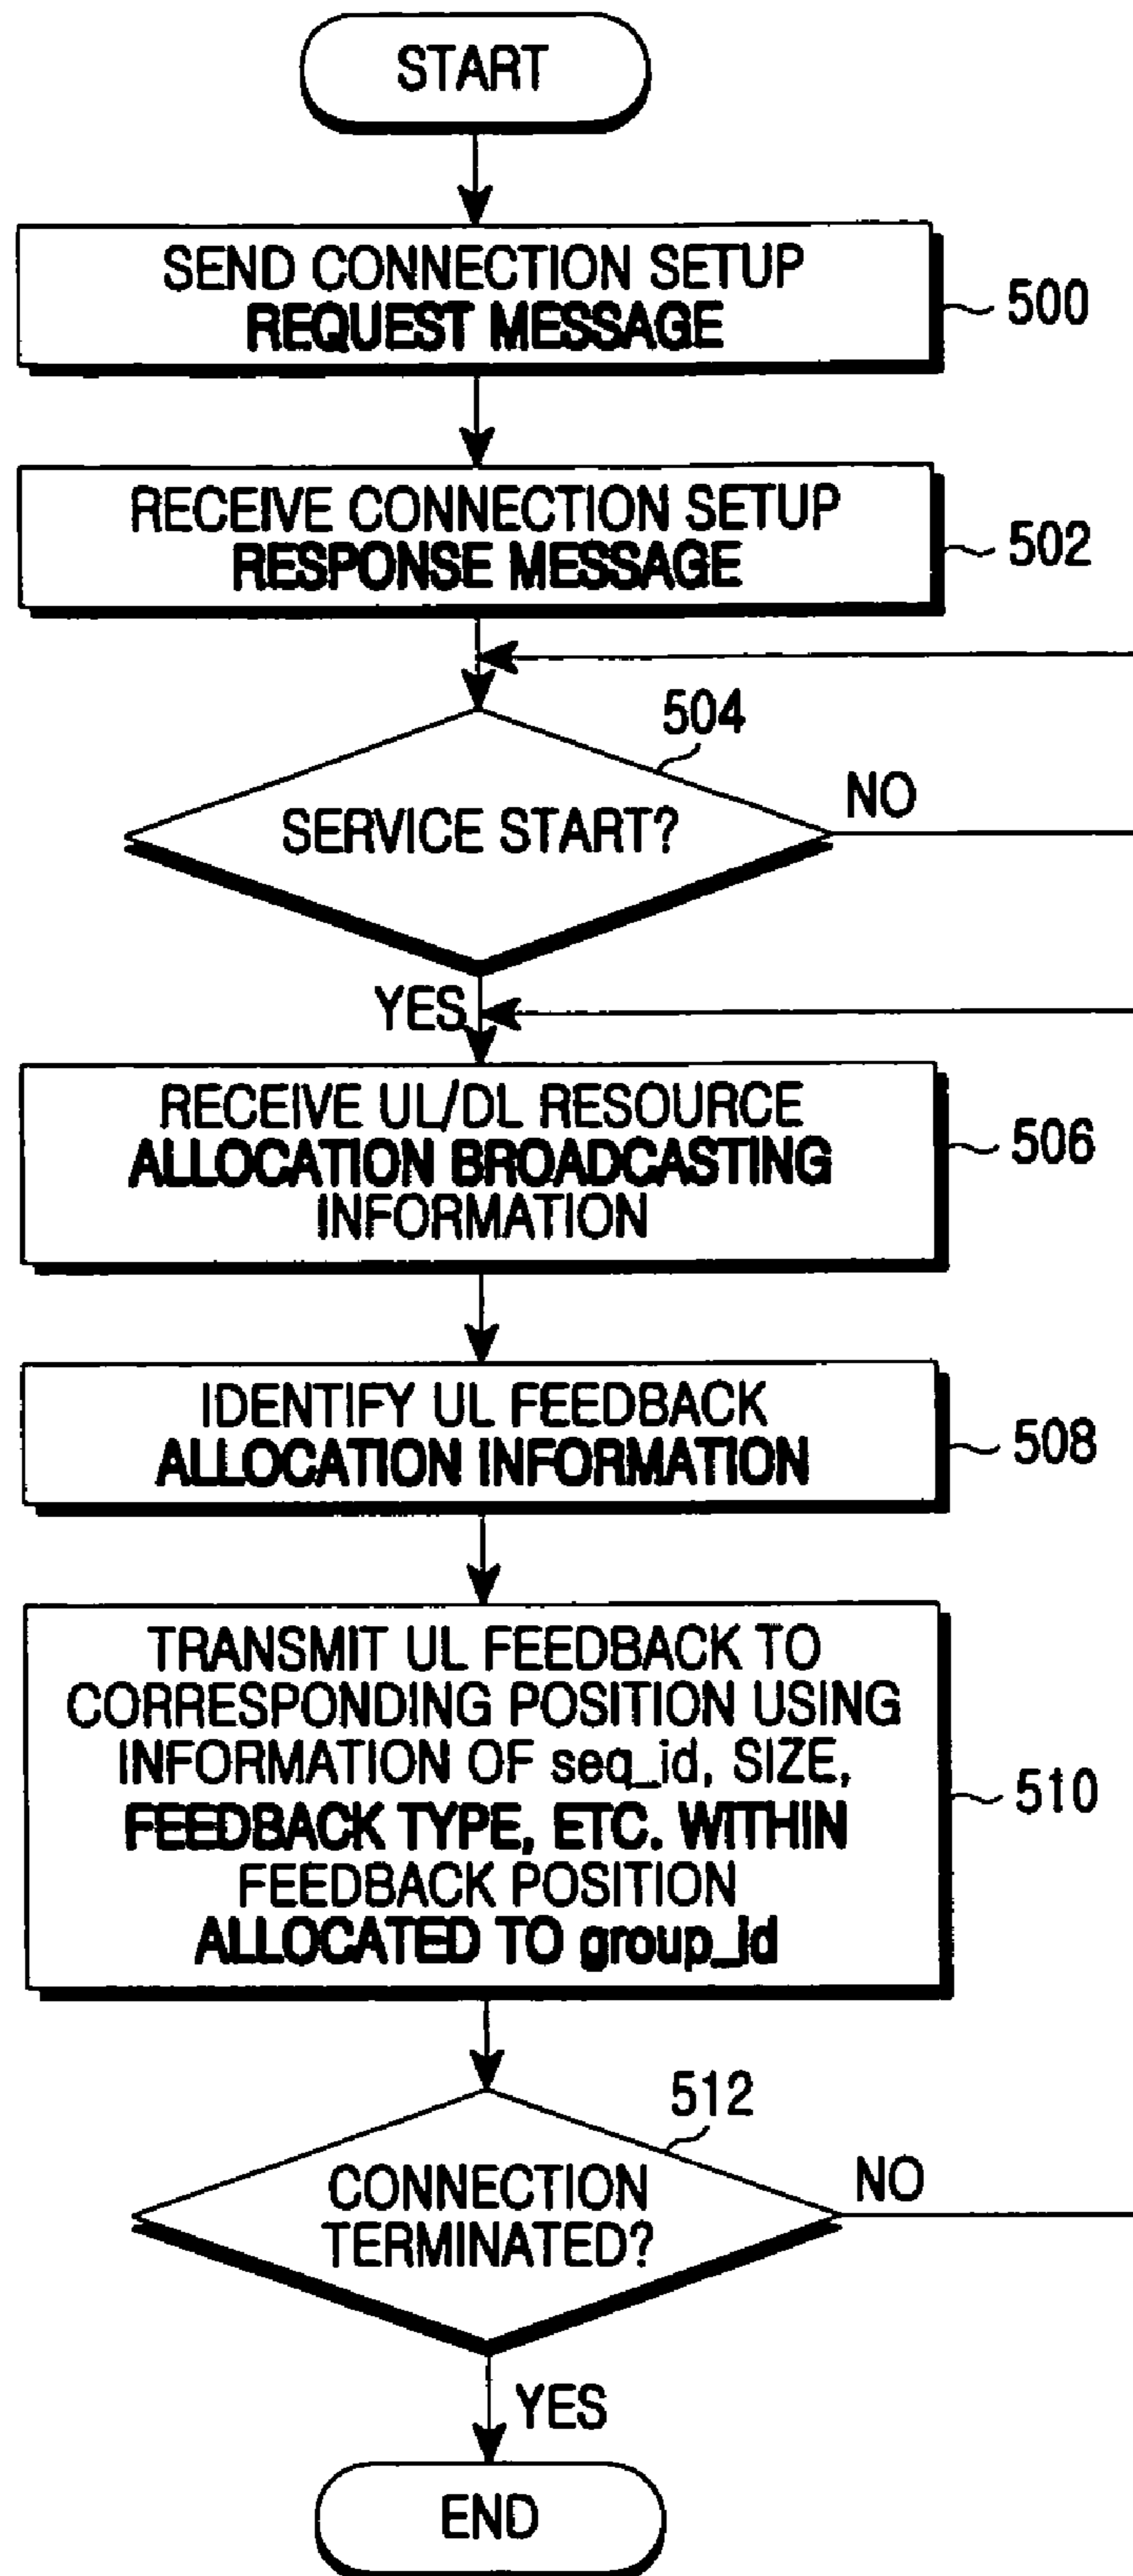 START
SEND CONNECTION SETUP
REQUEST MESSAGE
500
RECEIVE CONNECTION SETUP
RESPONSE MESSAGE
502
504
SERVICE START?
NO
YES
RECEIVE UL/DL RESOURCE
ALLOCATION BROADCASTING
INFORMATION
506
IDENTIFY UL FEEDBACK
ALLOCATION INFORMATION
508
TRANSMIT UL FEEDBACK TO
CORRESPONDING POSITION USING
INFORMATION OF seq_id, SIZE,
FEEDBACK TYPE, ETC. WITHIN
FEEDBACK POSITION
ALLOCATED TO group_id
510
512
CONNECTION
TERMINATED?
NO
YES
END